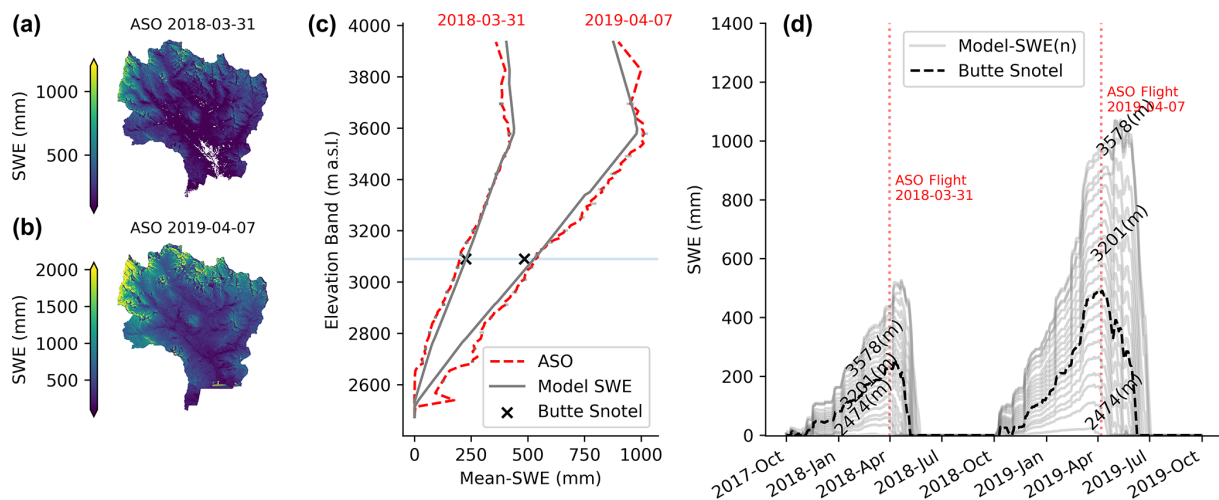 (a)
ASO 2018-03-31
SWE (mm)
1000
500
(b)
ASO 2019-04-07
SWE (mm)
2000
1500
1000
500
(c)
2018-03-31
2019-04-07
Elevation Band (m a.s.l.)
4000
3800
3600
3400
3200
3000
2800
2600
ASO
Model SWE
Butte Snotel
0
250
500
750
1000
Mean-SWE (mm)
(d)
SWE (mm)
1400
1200
1000
800
600
400
200
0
Model-SWE(n)
Butte Snotel
ASO Flight
2018-03-31
ASO Flight
2019-04-07
3578(m)
3201(m)
2474(m)
3578(m)
3201(m)
2474(m)
2017-Oct
2018-Jan
2018-Apr
2018-Jul
2018-Oct
2019-Jan
2019-Apr
2019-Jul
2019-Oct